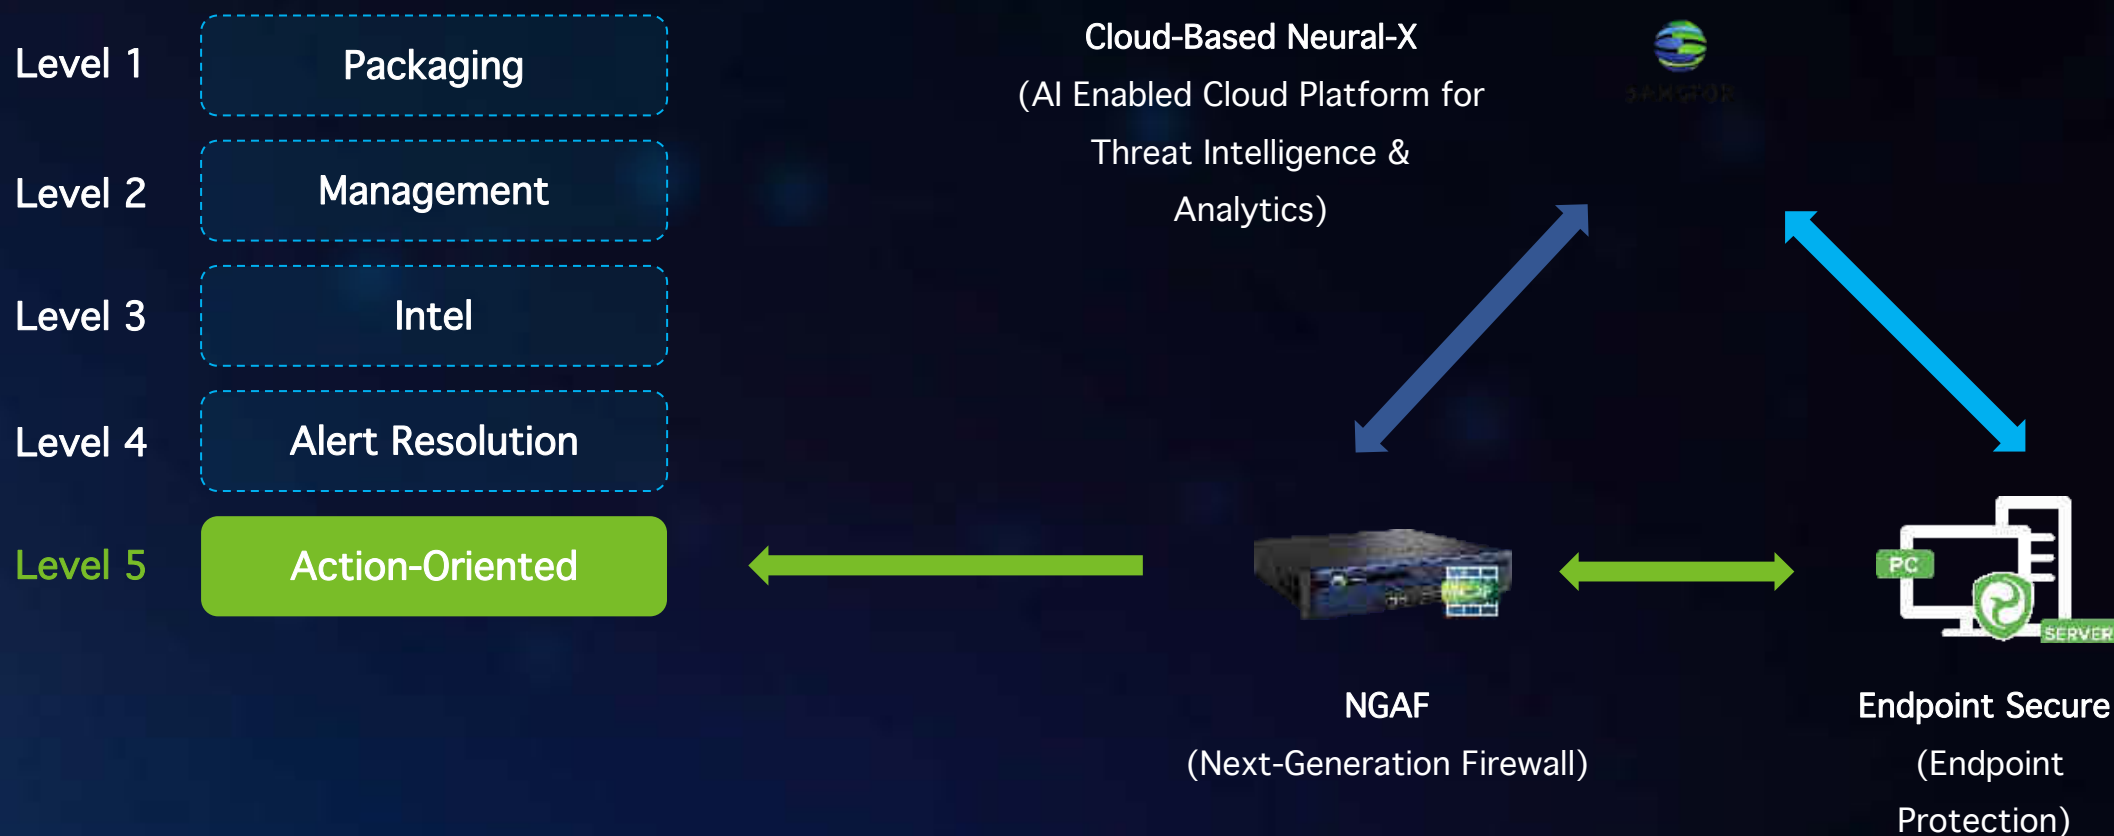 Level 1
Packaging
Level 2
Management
Level 3
Intel
Level 4
Alert Resolution
Level 5
Action-Oriented
Cloud-Based Neural-X
(AI Enabled Cloud Platform for
Threat Intelligence &
Analytics)
PC
SERVER
NGAF
(Next-Generation Firewall)
Endpoint Secure
(Endpoint
Protection)